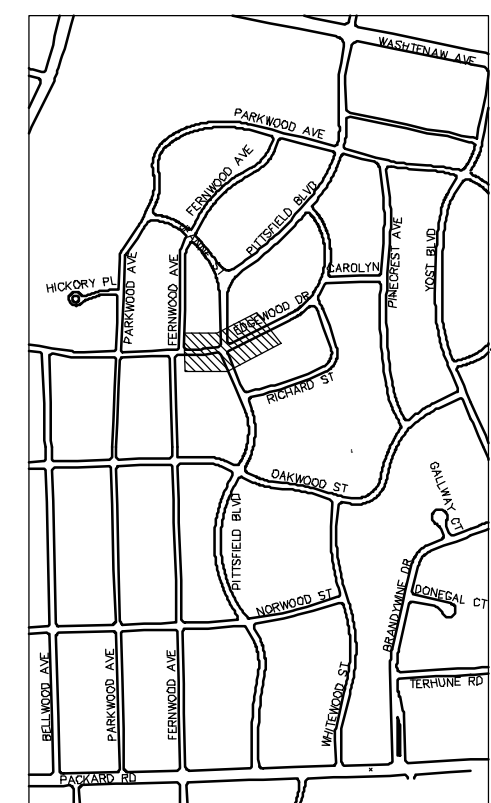 WASHTENAW AVE
PARKWOOD AVE
FERNWOOD AVE
PITTSFIELD BLVD
HICKORY PL
PARKWOOD AVE
FERNWOOD AVE
CAROLYN
PINECREST AVE
YOST BLVD
EDGEWOOD DR
RICHARD ST
OAKWOOD ST
GALLWAY CT
PITTSFIELD BLVD
BRANDYWINE DR
DONEGAL CT
NORWOOD ST
BELLWOOD AVE
PARKWOOD AVE
FERNWOOD AVE
WHITEWOOD ST
TERHUNE RD
PACKARD RD